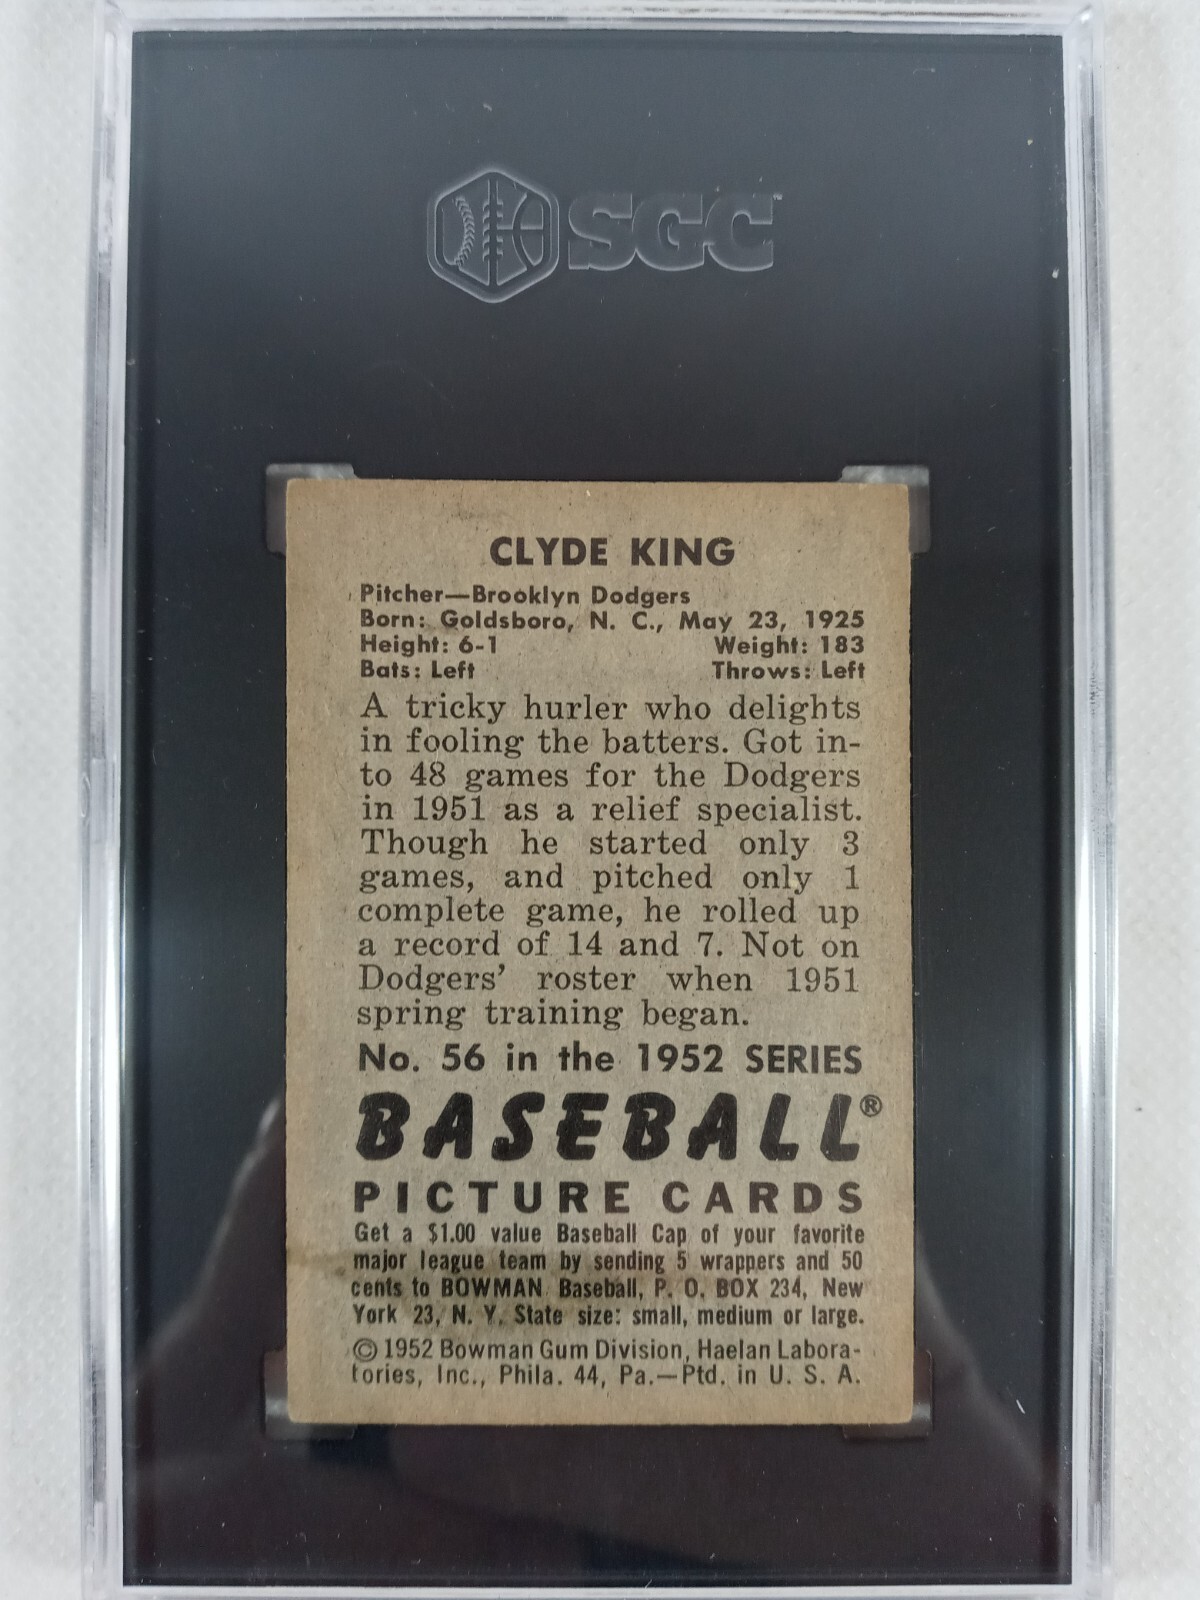 SGC™
CLYDE KING
Pitcher—Brooklyn Dodgers
Born: Goldsboro, N. C., May 23, 1925
Height: 6-1 Weight: 183
Bats: Left Throws: Left
A tricky hurler who delights
in fooling the batters. Got in-
to 48 games for the Dodgers
in 1951 as a relief specialist.
Though he started only 3
games, and pitched only 1
complete game, he rolled up
a record of 14 and 7. Not on
Dodgers' roster when 1951
spring training began.
No. 56 in the 1952 SERIES
BASEBALL®
PICTURE CARDS
Get a $1.00 value Baseball Cap of your favorite
major league team by sending 5 wrappers and 50
cents to BOWMAN Baseball, P. O. BOX 234, New
York 23, N. Y. State size: small, medium or large.
© 1952 Bowman Gum Division, Haelan Labora-
tories, Inc., Phila. 44, Pa.—Ptd. in U. S. A.